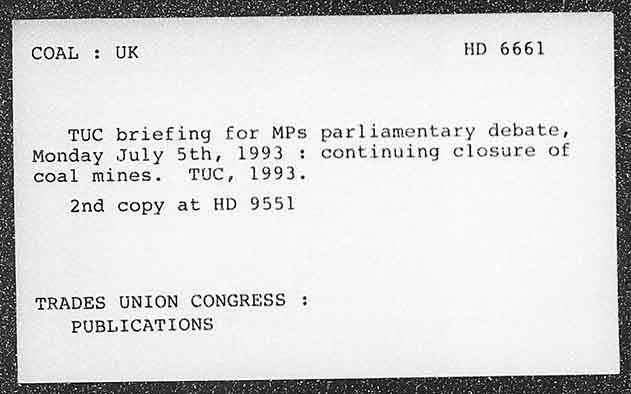 COAL : UK HD 6661
TUC briefing for MPs parliamentary debate,
Monday July 5th, 1993 : continuing closure of
coal mines. TUC, 1993.
2nd copy at HD 9551
TRADES UNION CONGRESS :
PUBLICATIONS